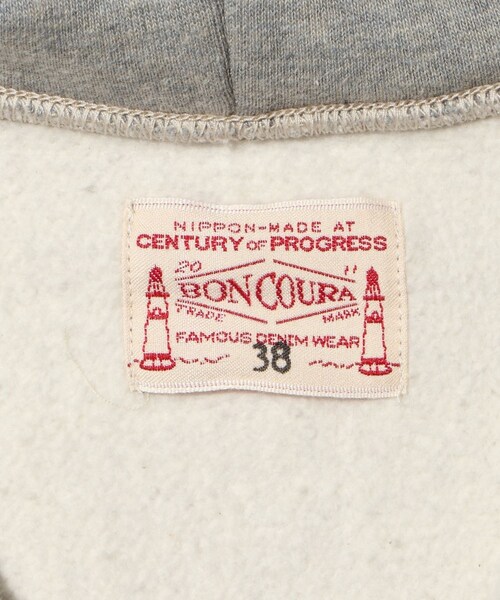 NIPPON-MADE AT
CENTURY OF PROGRESS
20 11
BONCOURA
TRADE MARK
FAMOUS DENIM WEAR
38